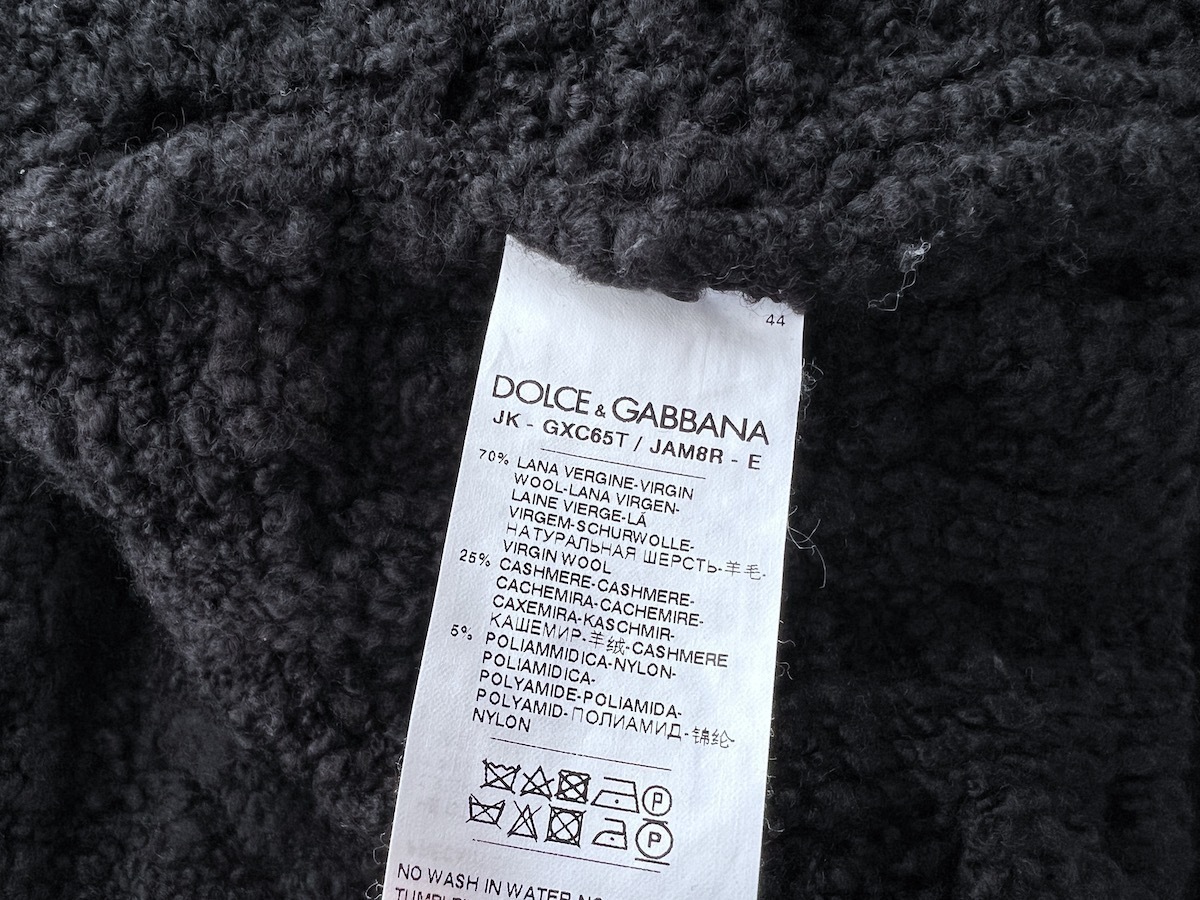 44
DOLCE & GABBANA
JK - GXC65T / JAM8R - E
70% LANA VERGINE-VIRGIN
WOOL-LANA VIRGEN-
LAINE VIERGE-LÃ
VIRGEM-SCHURWOLLE-
НАТУРАЛЬНАЯ ШЕРСТЬ-羊毛-
VIRGIN WOOL
25% CASHMERE-CASHMERE-
CACHEMIRA-CACHEMIRE-
CAXEMIRA-KASCHMIR-
КАШЕМИР-羊绒-CASHMERE
5% POLIAMMIDICA-NYLON-
POLIAMIDICA-
POLYAMIDE-POLIAMIDA-
POLYAMID-ПОЛИАМИД-锦纶-
NYLON
P
P
NO WASH IN WATER